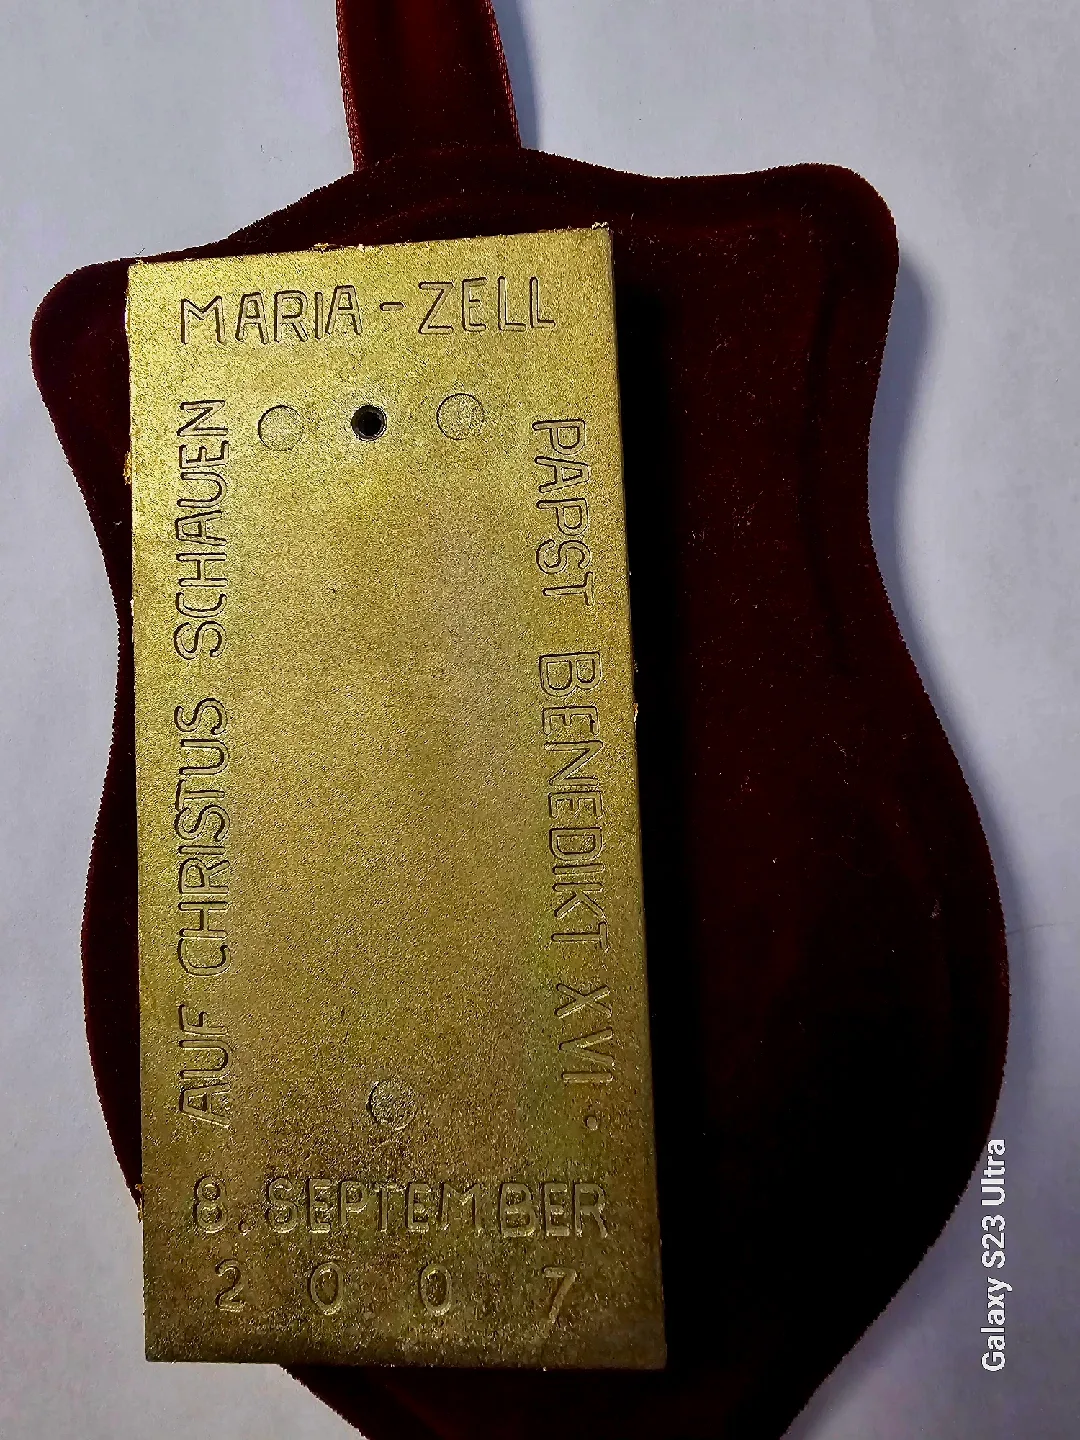 MARIA-ZELL
AUF CHRISTUS SCHAUEN
PAPST BENEDIKT XVI.
8. SEPTEMBER
2007
Galaxy S23 Ultra